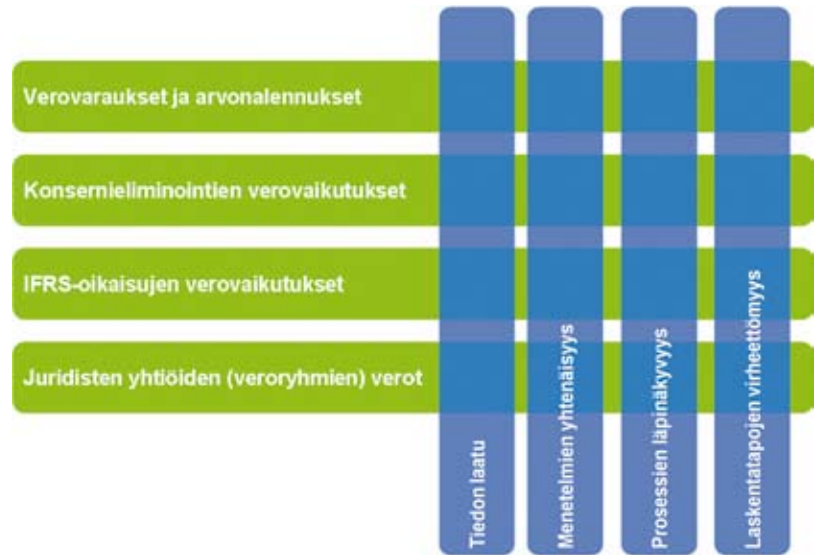 Verovaraukset ja arvonalennukset
Konsernieliminointien verovaikutukset
IFRS-oikaisujen verovaikutukset
Juridisten yhtiöiden (veroryhmien) verot
Tiedon laatu
Menetelmien yhtenäisyys
Prosessien läpinäkyvyys
Laskentatapojen virheettömyys